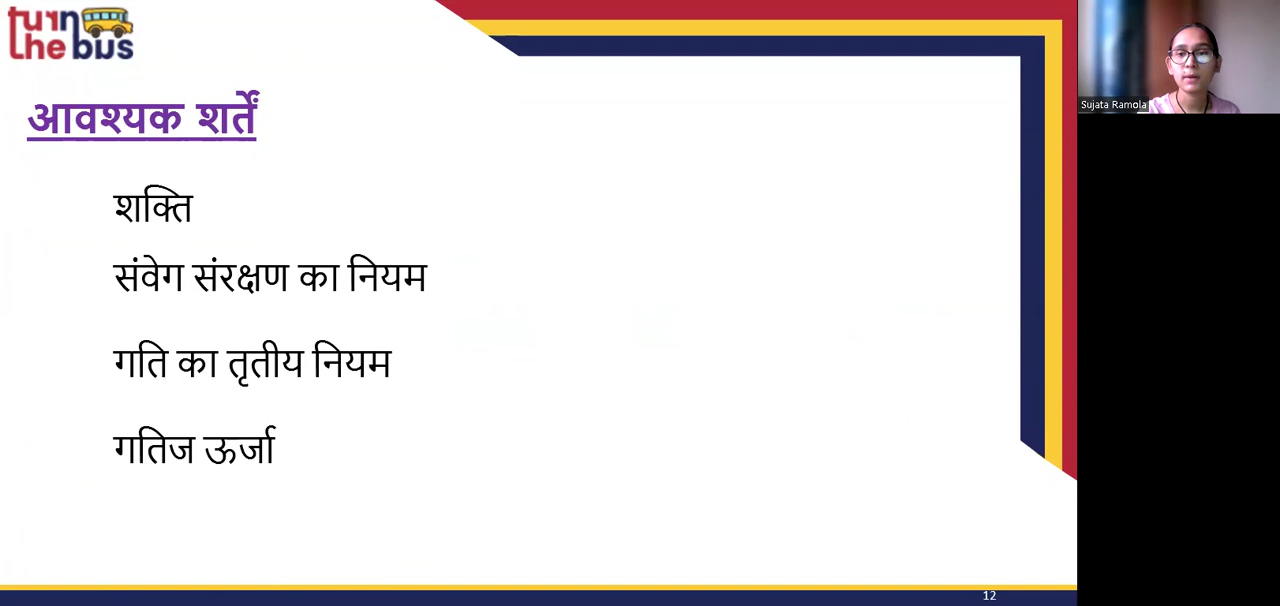 turn
the bus
आवश्यक शर्तें
शक्ति
संवेग संरक्षण का नियम
गति का तृतीय नियम
गतिज ऊर्जा
Sujata Ramola
12